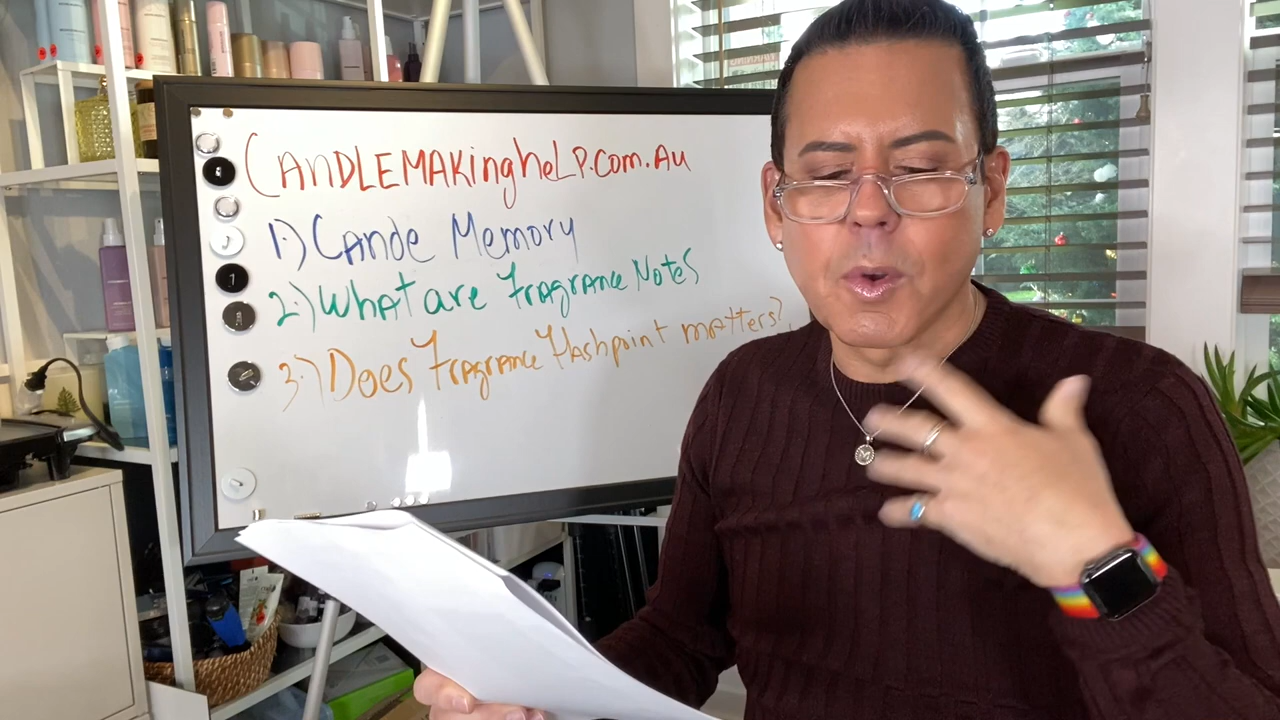 CANDLEMAKingheLP.Com.Au
1.) Cande Memory
2.) What are Fragrance Notes
3.) Does Fragrance Flashpoint matters?